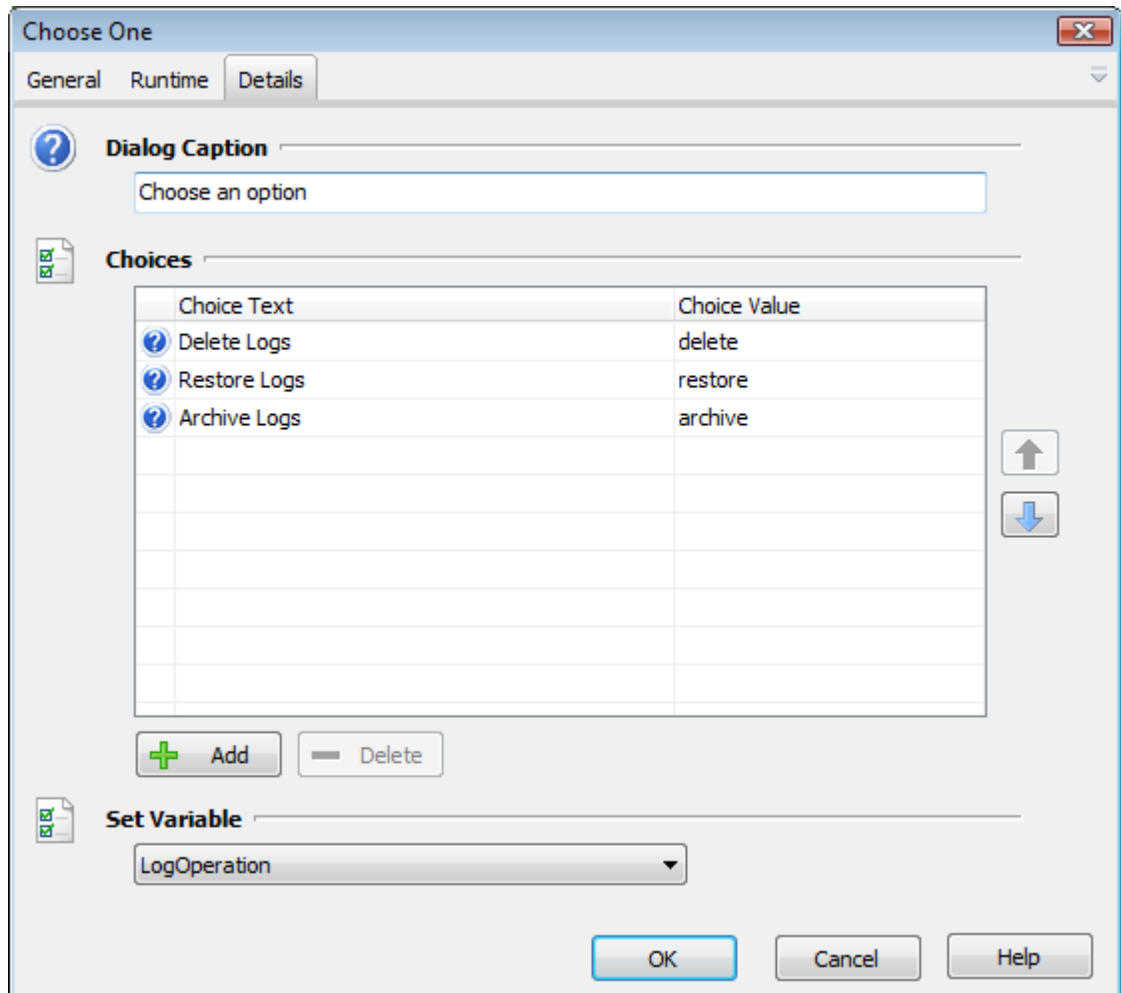 Choose One
General Runtime Details
Dialog Caption
Choose an option
Choices
Choice Text Choice Value
Delete Logs delete
Restore Logs restore
Archive Logs archive
Add Delete
Set Variable
LogOperation
OK Cancel Help